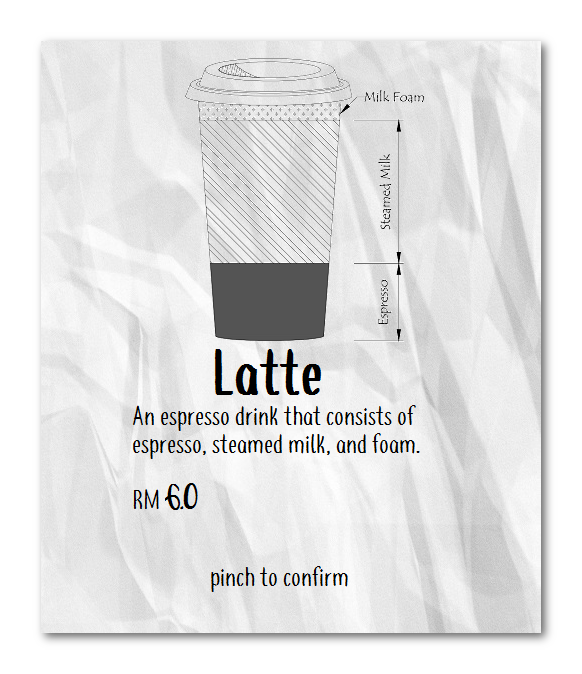 Milk Foam
Steamed Milk
Espresso
Latte
An espresso drink that consists of
espresso, steamed milk, and foam.
RM 6.0
pinch to confirm